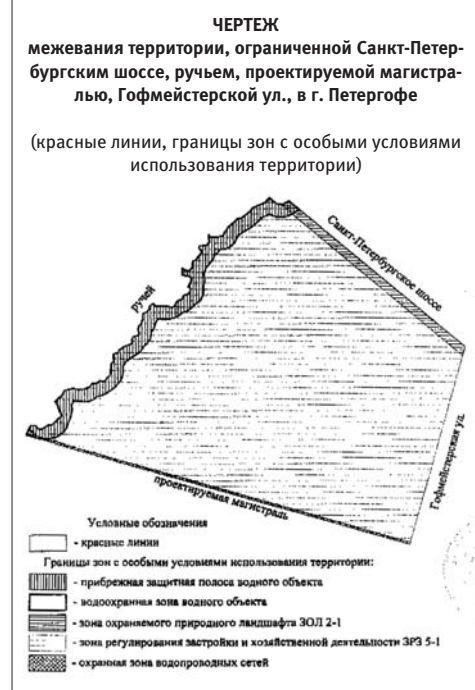 ЧЕРТЕЖ
межевания территории, ограниченной Санкт-Петер-
бургским шоссе, ручьем, проектируемой магистра-
лью, Гофмейстерской ул., в г. Петергофе
(красные линии, границы зон с особыми условиями
использования территории)
Санкт-Петербургское шоссе
ручей
Гофмейстерская ул.
проектируемая магистраль
Условные обозначения
- красные линии
Границы зон с особыми условиями использования территории:
- прибрежная защитная полоса водного объекта
- водоохранная зона водного объекта
- зона охраняемого природного ландшафта ЗОЛ 2-1
- зона регулирования застройки и хозяйственной деятельности ЗРЗ 5-1
- охранная зона водопроводных сетей